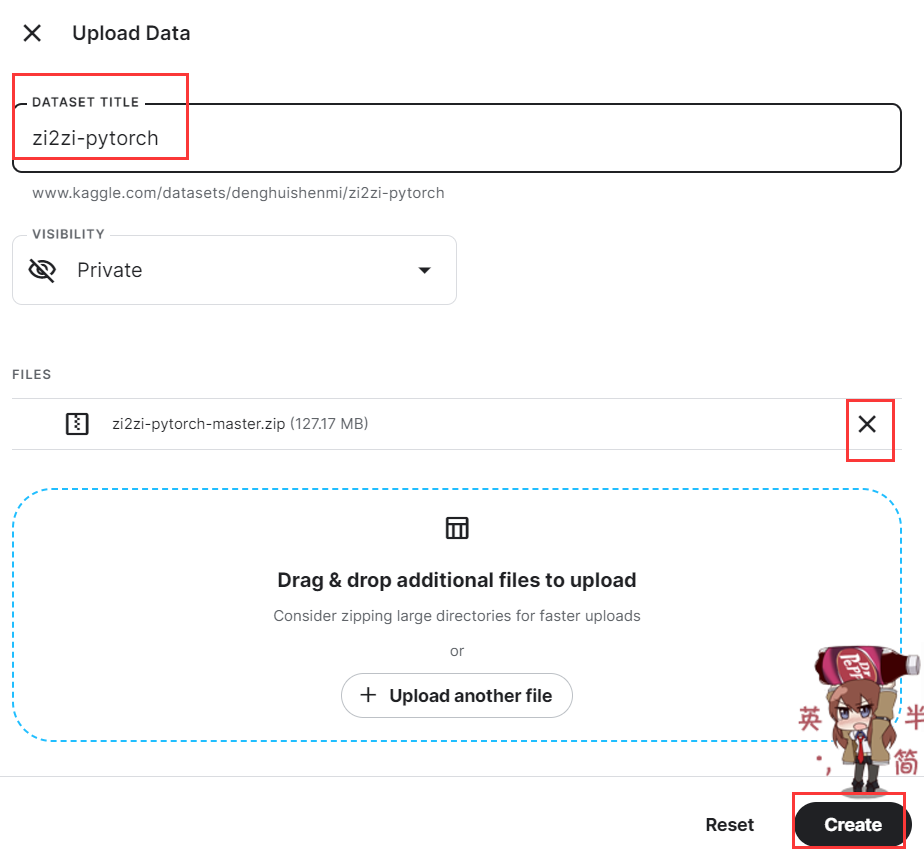 Upload Data
DATASET TITLE
zi2zi-pytorch
www.kaggle.com/datasets/denghuishenmi/zi2zi-pytorch
VISIBILITY
Private
FILES
zi2zi-pytorch-master.zip (127.17 MB)
Drag & drop additional files to upload
Consider zipping large directories for faster uploads
or
Upload another file
Dr Pepp
英 半
·, 简
Reset
Create